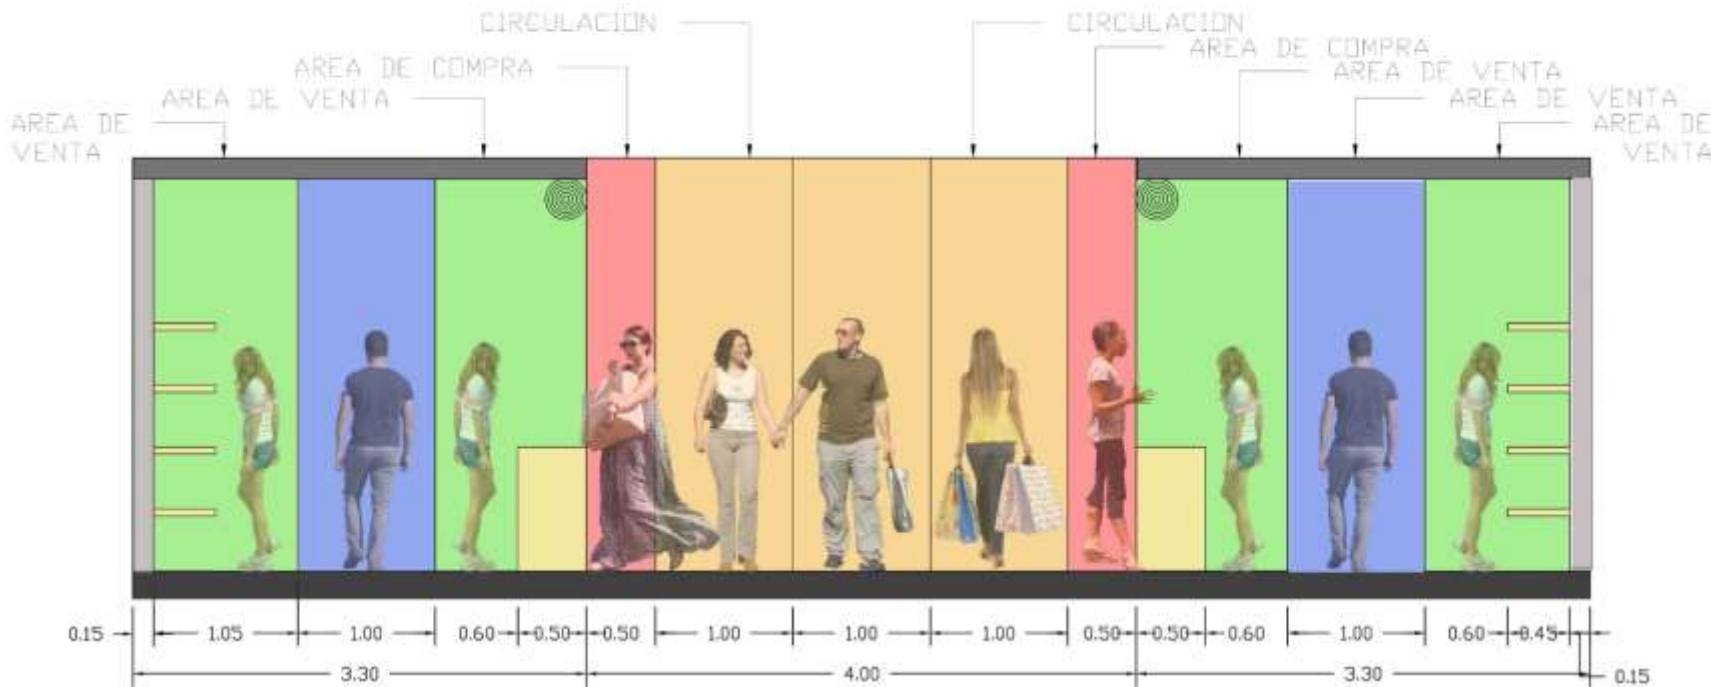 CIRCULACION
CIRCULACION
AREA DE COMPRA
AREA DE COMPRA
AREA DE VENTA
AREA DE VENTA
AREA DE VENTA
AREA DE
VENTA
AREA DE
VENTA
0.15 1.05 1.00 0.60 0.50 0.50 1.00 1.00 1.00 0.50 0.50 0.60 1.00 0.60 0.45
3.30 4.00 3.30 0.15